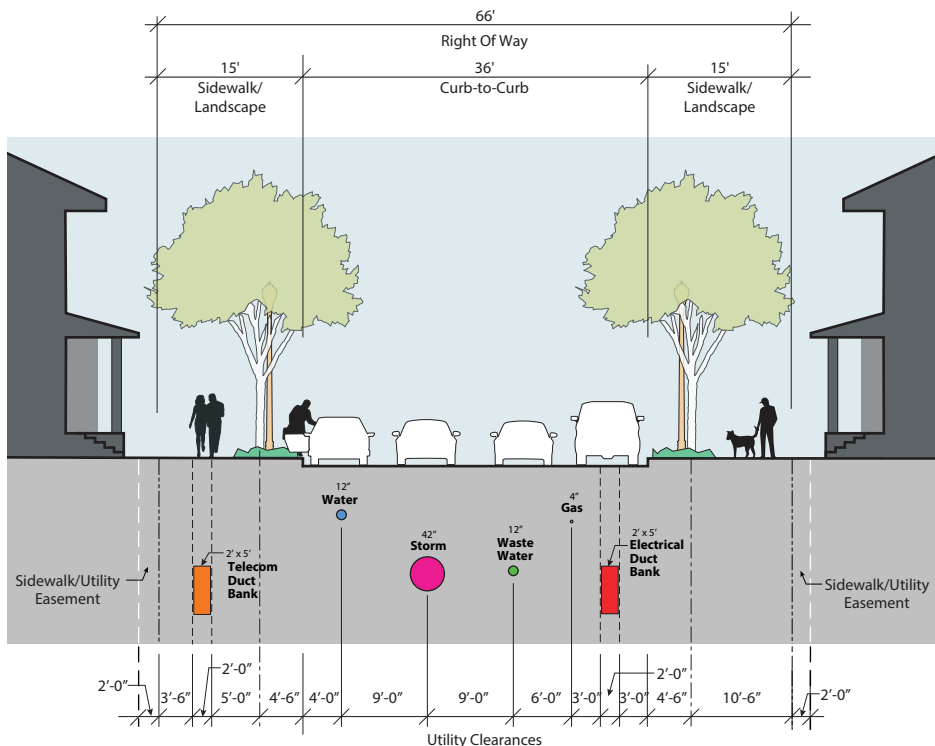 66'
Right Of Way
15'
Sidewalk/
Landscape
36'
Curb-to-Curb
15'
Sidewalk/
Landscape
12”
Water
42”
Storm
12”
Waste
Water
4”
Gas
2’ x 5’
Telecom
Duct
Bank
2’ x 5’
Electrical
Duct
Bank
Sidewalk/Utility
Easement
Sidewalk/Utility
Easement
2’-0” 3’-6” 2’-0” 5’-0” 4’-6” 4’-0” 9’-0” 9’-0” 6’-0” 3’-0” 2’-0” 3’-0” 4’-6” 10’-6” 2’-0”
Utility Clearances